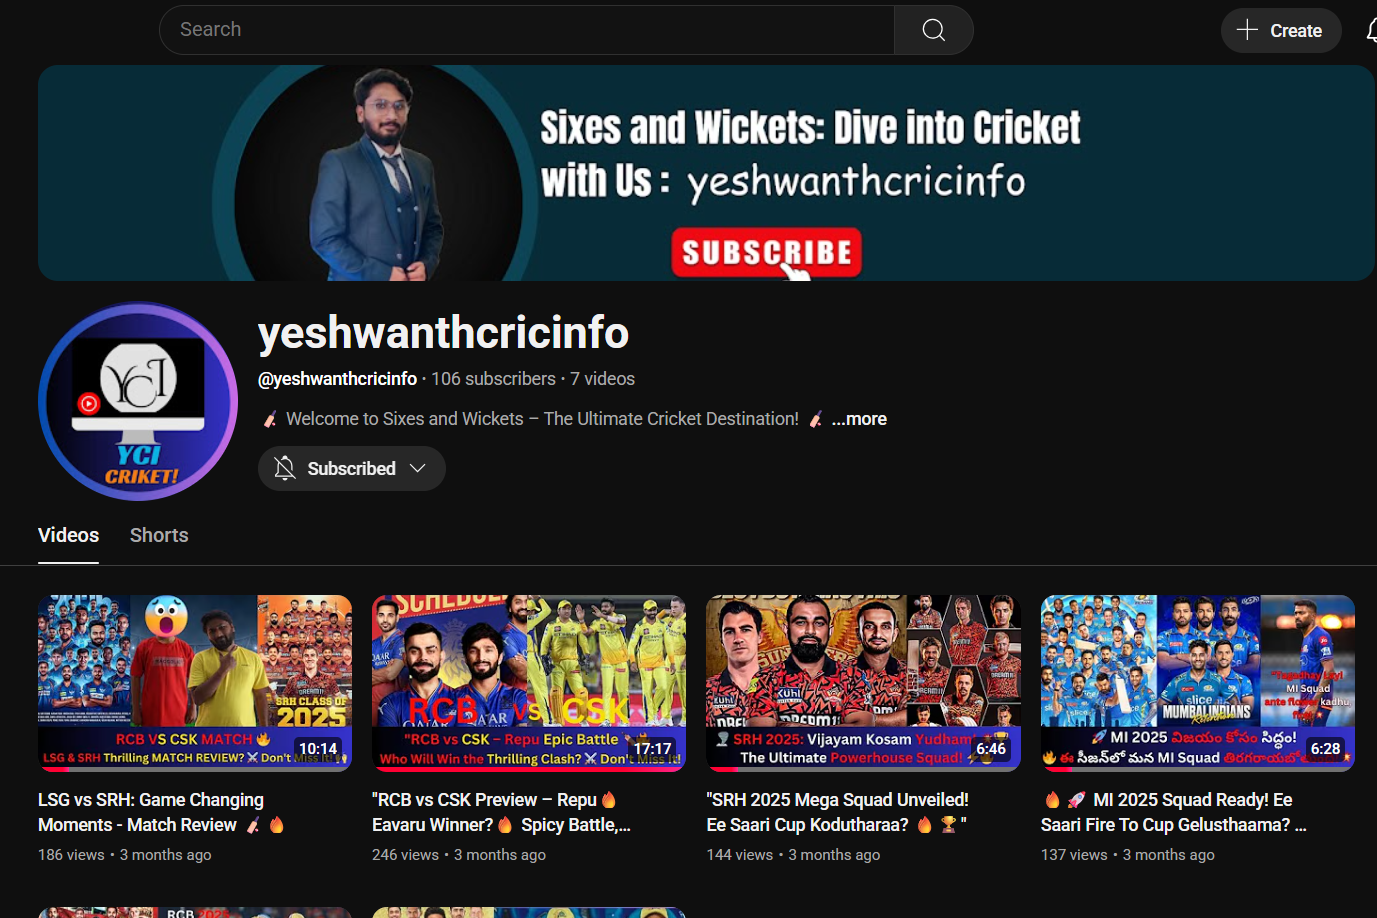 Search
Create
Sixes and Wickets: Dive into Cricket
with Us : yeshwanthcricinfo
SUBSCRIBE
YCI
YCI
CRIKET!
yeshwanthcricinfo
@yeshwanthcricinfo · 106 subscribers · 7 videos
🏏 Welcome to Sixes and Wickets – The Ultimate Cricket Destination! 🏏 ...more
Subscribed
Videos
Shorts
SRH CLASS OF
2025
RCB VS CSK MATCH 🔥
LSG & SRH Thrilling MATCH REVIEW? ⚔ Don't Miss it!
10:14
LSG vs SRH: Game Changing
Moments - Match Review 🏏 🔥
186 views • 3 months ago
RCB vs CSK
"RCB vs CSK – Repu Epic Battle
Who Will Win the Thrilling Clash? ⚔ Don't Miss it!
17:17
"RCB vs CSK Preview – Repu🔥
Eavaru Winner?🔥 Spicy Battle,...
246 views • 3 months ago
KUHL
DREAM11
🏆 SRH 2025: Vijayam Kosam Yudham!
The Ultimate Powerhouse Squad!
6:46
"SRH 2025 Mega Squad Unveiled!
Ee Saari Cup Kodutharaa? 🔥 🏆"
144 views • 3 months ago
slice
slice
MUMBAI INDIANS
MI Squad
ante flower kadhu
🚀 MI 2025 విజయం కోసం సిద్ధం!
🔥 ఈ సీజన్‌లో మన MI Squad
6:28
🔥 🚀 MI 2025 Squad Ready! Ee
Saari Fire To Cup Gelusthaama? ...
137 views • 3 months ago
RCB 2025